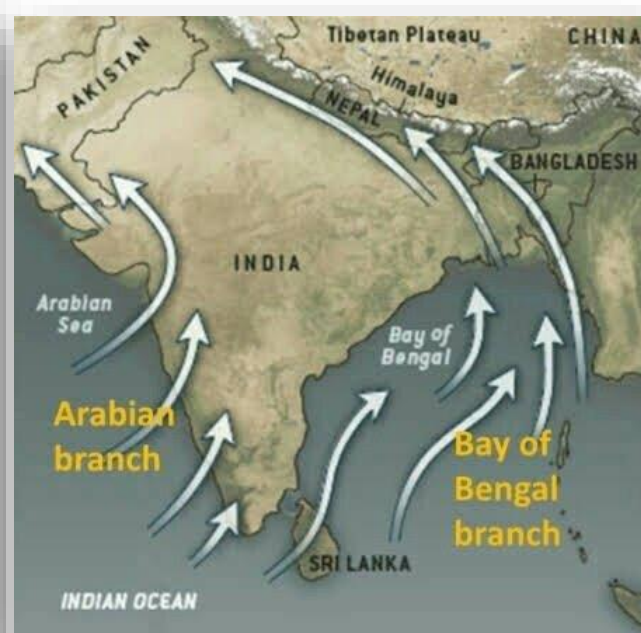 Tibetan Plateau
CHINA
PAKISTAN
Himalaya
NEPAL
BANGLADESH
INDIA
Arabian
Sea
Bay of
Bengal
Arabian
branch
Bay of
Bengal
branch
SRI LANKA
INDIAN OCEAN